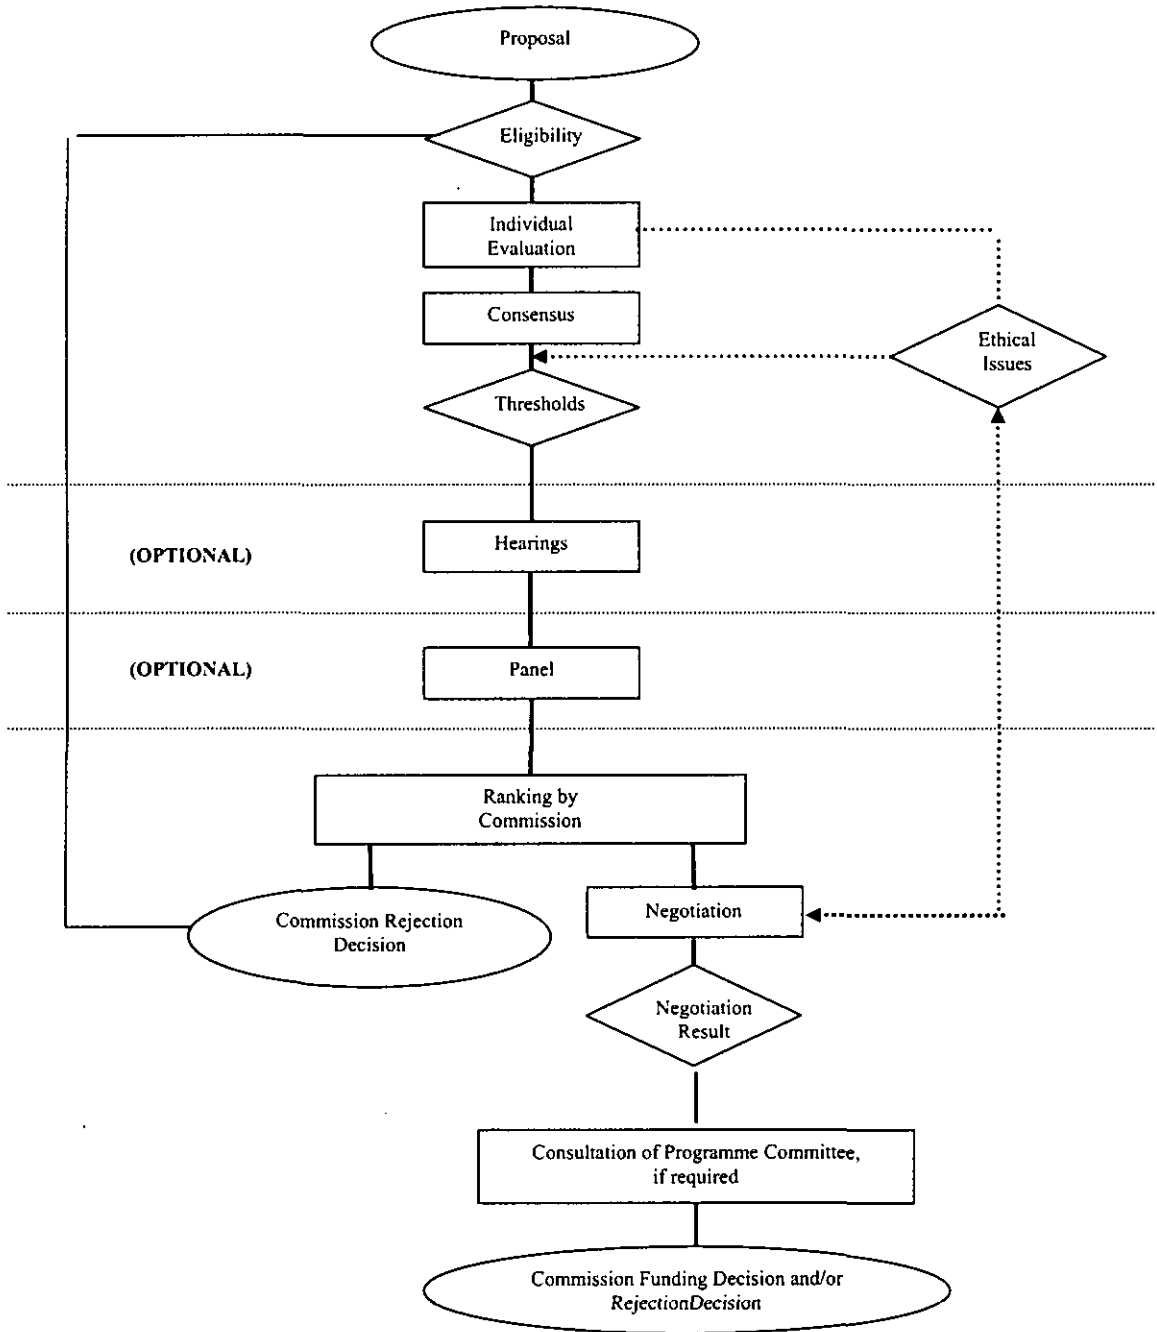 Proposal
Eligibility
Individual
Evaluation
Consensus
Ethical
Issues
Thresholds
Hearings
(OPTIONAL)
Panel
(OPTIONAL)
Ranking by
Commission
Commission Rejection
Decision
Negotiation
Negotiation
Result
Consultation of Programme Committee,
if required
Commission Funding Decision and/or
RejectionDecision